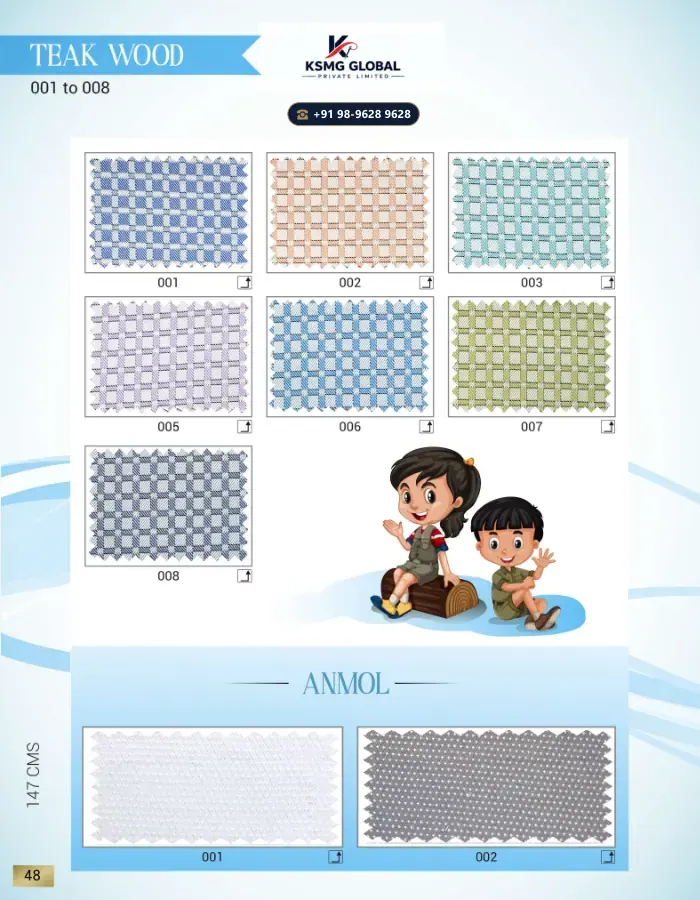 TEAK WOOD
001 to 008
KSMG GLOBAL
PRIVATE LIMITED
+91 98-9628 9628
001
002
003
005
006
007
008
ANMOL
147 CMS
001
002
48